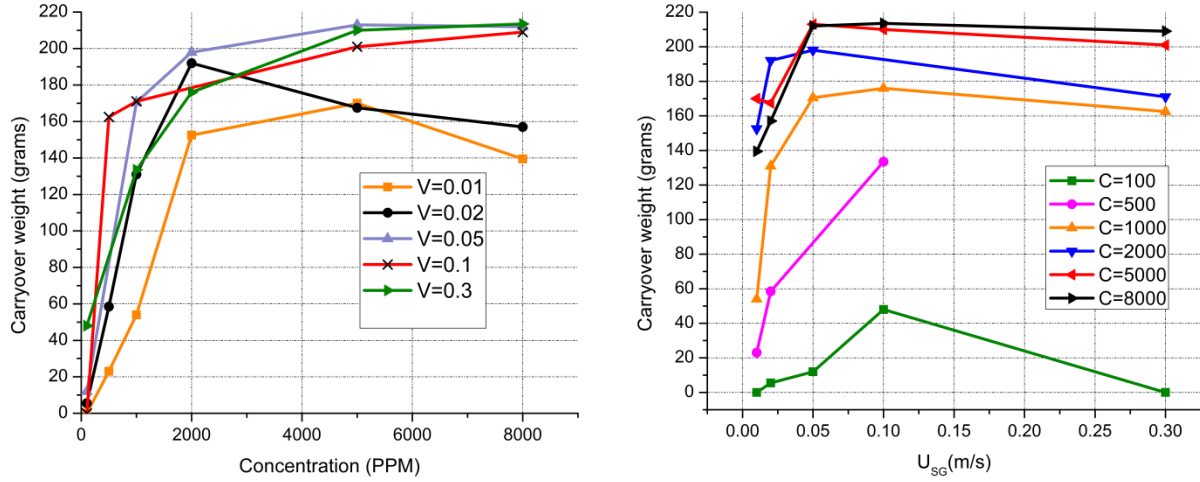 220
200
180
160
140
120
100
80
60
40
20
0
Carryover weight (grams)
0
2000
4000
6000
8000
Concentration (PPM)
V=0.01
V=0.02
V=0.05
V=0.1
V=0.3
220
200
180
160
140
120
100
80
60
40
20
0
Carryover weight (grams)
0.00
0.05
0.10
0.15
0.20
0.25
0.30
U_SG(m/s)
C=100
C=500
C=1000
C=2000
C=5000
C=8000